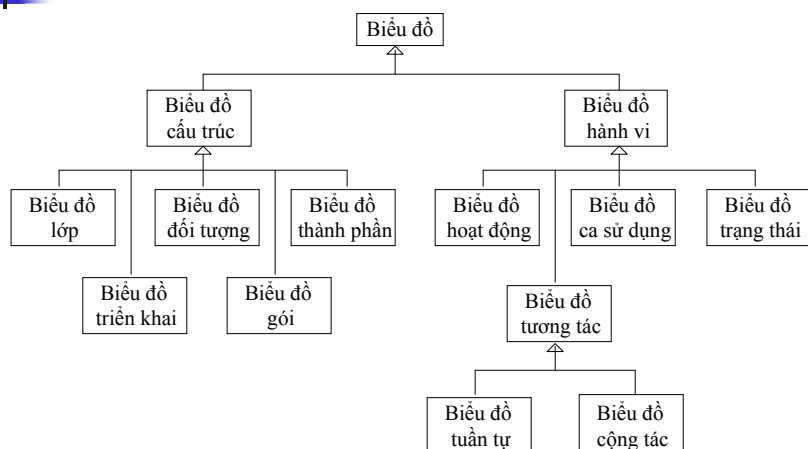 Biểu đồ
Biểu đồ
cấu trúc
Biểu đồ
hành vi
Biểu đồ
lớp
Biểu đồ
đối tượng
Biểu đồ
thành phần
Biểu đồ
hoạt động
Biểu đồ
ca sử dụng
Biểu đồ
trạng thái
Biểu đồ
triển khai
Biểu đồ
gói
Biểu đồ
tương tác
Biểu đồ
tuần tự
Biểu đồ
cộng tác